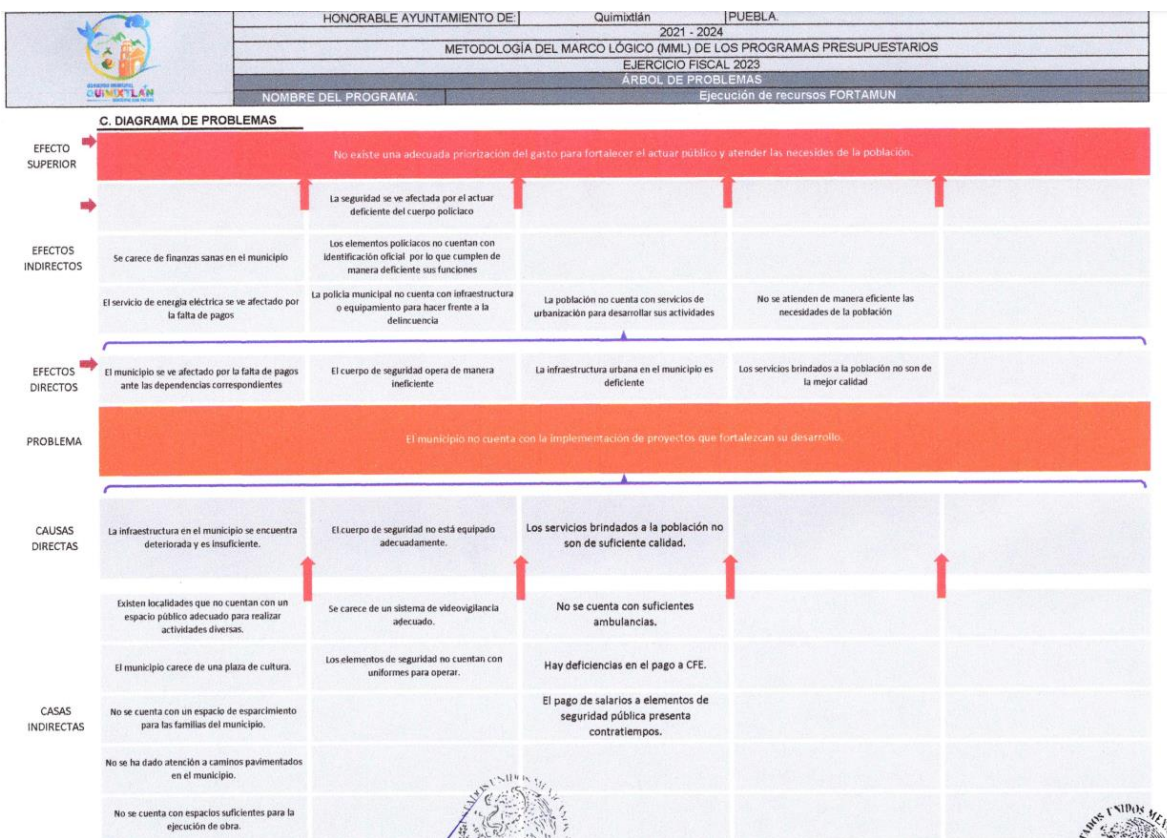 HONORABLE AYUNTAMIENTO DE: Quimixtlán PUEBLA.
2021 - 2024
METODOLOGÍA DEL MARCO LÓGICO (MML) DE LOS PROGRAMAS PRESUPUESTARIOS
EJERCICIO FISCAL 2023
ÁRBOL DE PROBLEMAS
NOMBRE DEL PROGRAMA: Ejecución de recursos FORTAMUN
QUIMIXTLÁN
C. DIAGRAMA DE PROBLEMAS
EFECTO
SUPERIOR
No existe una adecuada priorización del gasto para fortalecer el actuar público y atender las necesides de la población.
La seguridad se ve afectada por el actuar
deficiente del cuerpo policiaco
EFECTOS
INDIRECTOS
Se carece de finanzas sanas en el municipio
Los elementos policiacos no cuentan con
identificación oficial por lo que cumplen de
manera deficiente sus funciones
El servicio de energía eléctrica se ve afectado por
la falta de pagos
La policia municipal no cuenta con infraestructura
o equipamiento para hacer frente a la
delincuencia
La población no cuenta con servicios de
urbanización para desarrollar sus actividades
No se atienden de manera eficiente las
necesidades de la población
EFECTOS
DIRECTOS
El municipio se ve afectado por la falta de pagos
ante las dependencias correspondientes
El cuerpo de seguridad opera de manera
ineficiente
La infraestructura urbana en el municipio es
deficiente
Los servicios brindados a la población no son de
la mejor calidad
PROBLEMA
El municipio no cuenta con la implementación de proyectos que fortalezcan su desarrollo.
CAUSAS
DIRECTAS
La infraestructura en el municipio se encuentra
deteriorada y es insuficiente.
El cuerpo de seguridad no está equipado
adecuadamente.
Los servicios brindados a la población no
son de suficiente calidad.
Existen localidades que no cuentan con un
espacio público adecuado para realizar
actividades diversas.
Se carece de un sistema de videovigilancia
adecuado.
No se cuenta con suficientes
ambulancias.
El municipio carece de una plaza de cultura.
Los elementos de seguridad no cuentan con
uniformes para operar.
Hay deficiencias en el pago a CFE.
CASAS
INDIRECTAS
No se cuenta con un espacio de esparcimiento
para las familias del municipio.
El pago de salarios a elementos de
seguridad pública presenta
contratiempos.
No se ha dado atención a caminos pavimentados
en el municipio.
No se cuenta con espacios suficientes para la
ejecución de obra.